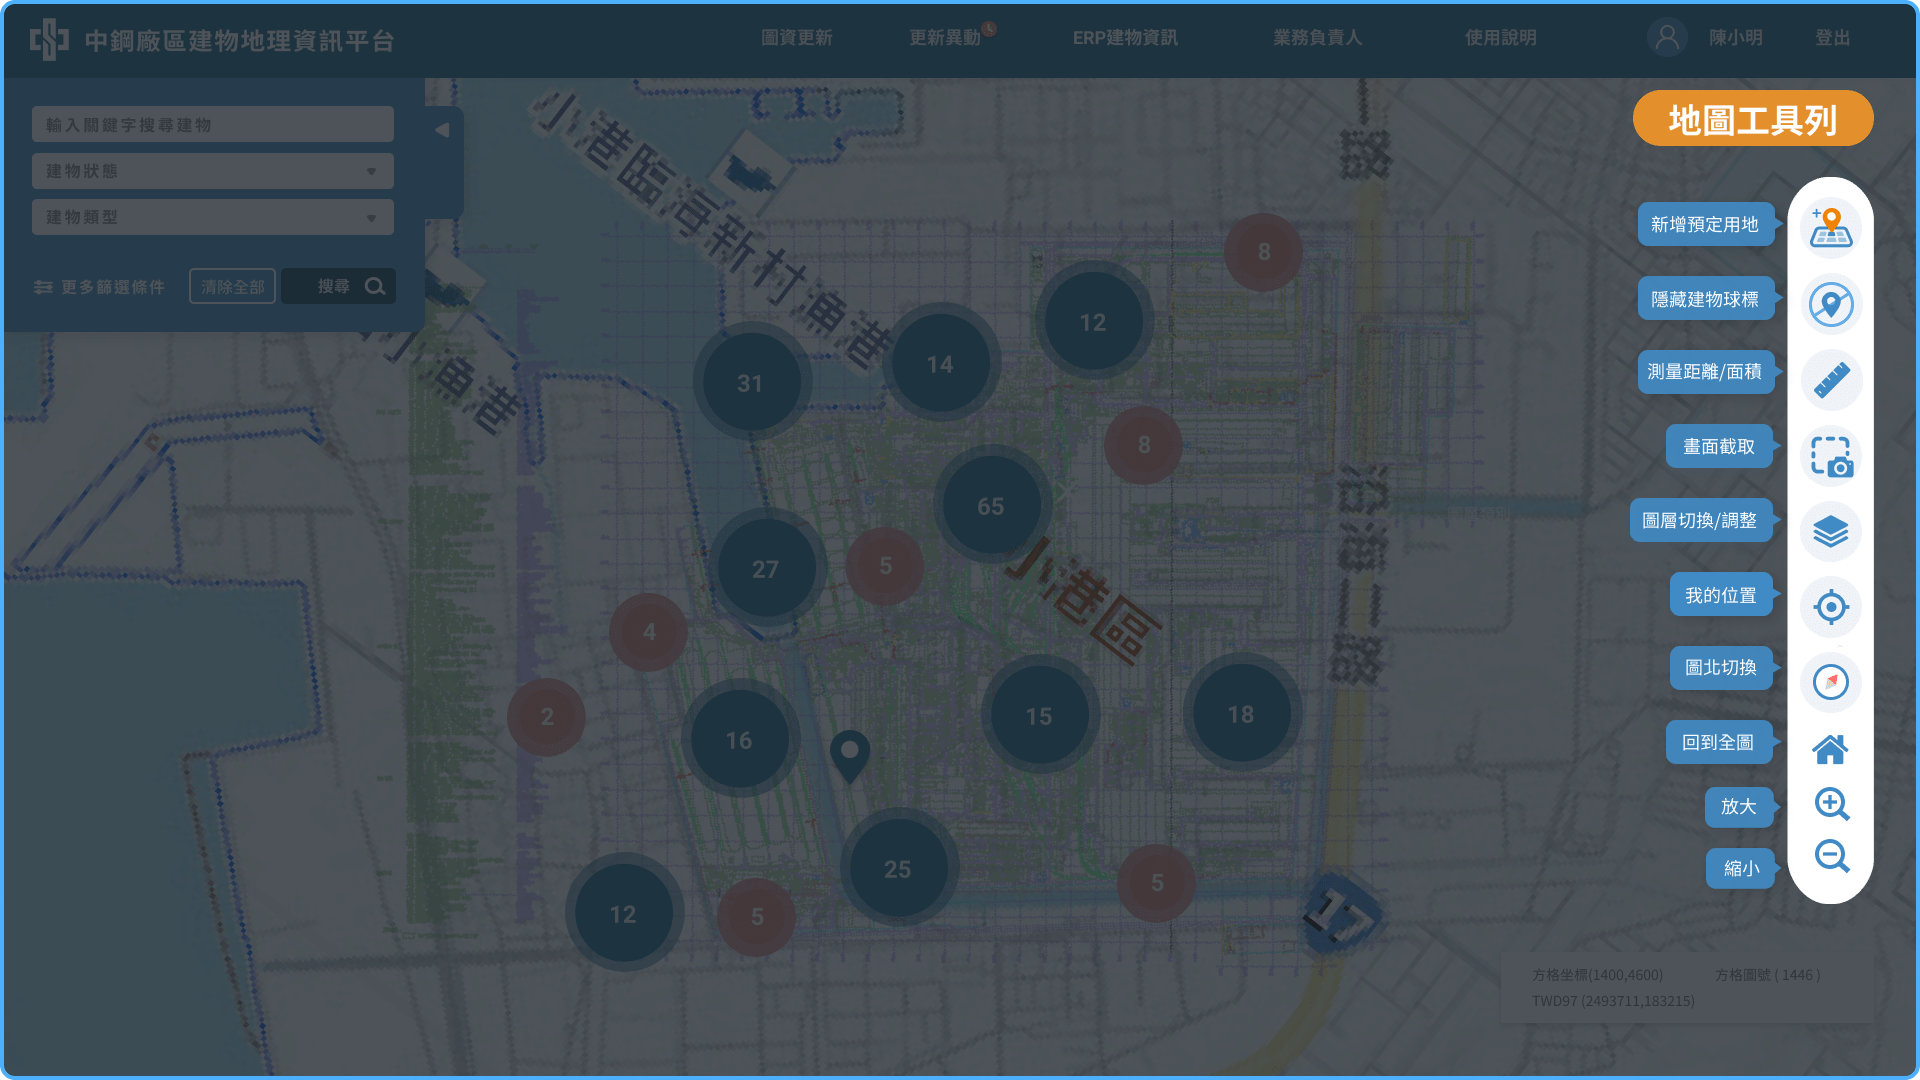 中鋼廠區建物地理資訊平台
圖資更新
更新異動
ERP建物資訊
業務負責人
使用說明
陳小明
登出
輸入關鍵字搜尋建物
建物狀態
建物類型
更多篩選條件
清除全部
搜尋
地圖工具列
新增預定用地
隱藏建物球標
測量距離/面積
畫面截取
圖層切換/調整
我的位置
圖北切換
回到全圖
放大
縮小
小港臨海新村漁港
村漁港
小港區
路
8
12
14
31
8
65
27
5
4
2
16
15
18
25
12
5
5
17
方格坐標(1400,4600)
方格圖號 ( 1446 )
TWD97 (2493711,183215)